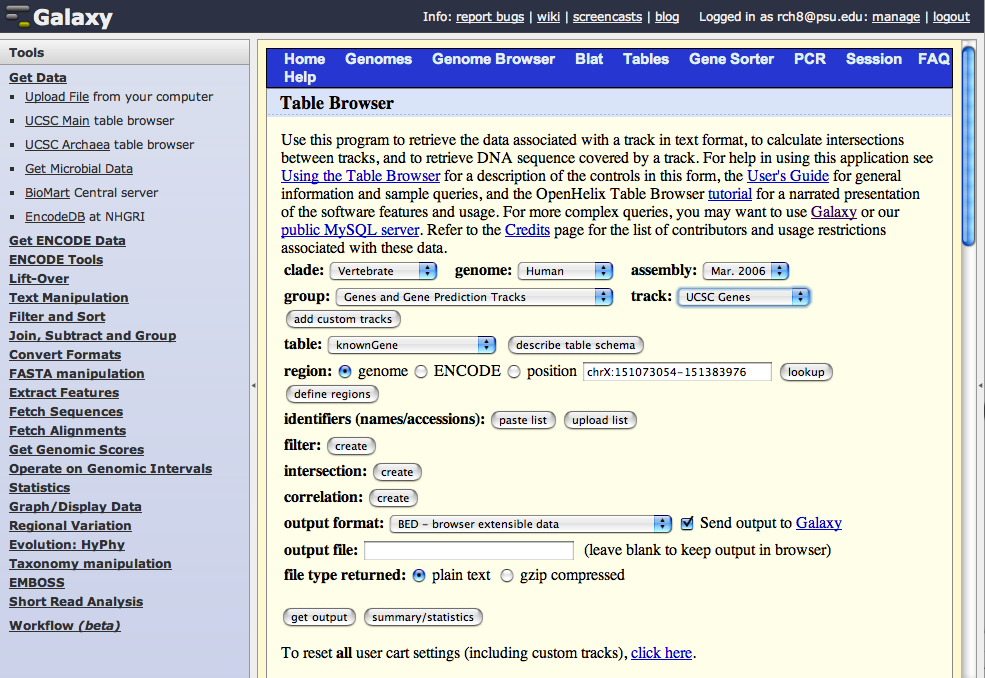 Galaxy
Info: report bugs | wiki | screencasts | blog Logged in as rch8@psu.edu: manage | logout
Tools
Get Data
Upload File from your computer
UCSC Main table browser
UCSC Archaea table browser
Get Microbial Data
BioMart Central server
EncodeDB at NHGRI
Get ENCODE Data
ENCODE Tools
Lift-Over
Text Manipulation
Filter and Sort
Join, Subtract and Group
Convert Formats
FASTA manipulation
Extract Features
Fetch Sequences
Fetch Alignments
Get Genomic Scores
Operate on Genomic Intervals
Statistics
Graph/Display Data
Regional Variation
Evolution: HyPhy
Taxonomy manipulation
EMBOSS
Short Read Analysis
Workflow (beta)
Home Genomes Genome Browser Blat Tables Gene Sorter PCR Session FAQ
Help
Table Browser
Use this program to retrieve the data associated with a track in text format, to calculate intersections
between tracks, and to retrieve DNA sequence covered by a track. For help in using this application see
Using the Table Browser for a description of the controls in this form, the User's Guide for general
information and sample queries, and the OpenHelix Table Browser tutorial for a narrated presentation
of the software features and usage. For more complex queries, you may want to use Galaxy or our
public MySQL server. Refer to the Credits page for the list of contributors and usage restrictions
associated with these data.
clade: Vertebrate genome: Human assembly: Mar. 2006
group: Genes and Gene Prediction Tracks track: UCSC Genes
add custom tracks
table: knownGene describe table schema
region: genome ENCODE position chrX:151073054-151383976 lookup
define regions
identifiers (names/accessions): paste list upload list
filter: create
intersection: create
correlation: create
output format: BED – browser extensible data Send output to Galaxy
output file: (leave blank to keep output in browser)
file type returned: plain text gzip compressed
get output summary/statistics
To reset all user cart settings (including custom tracks), click here.